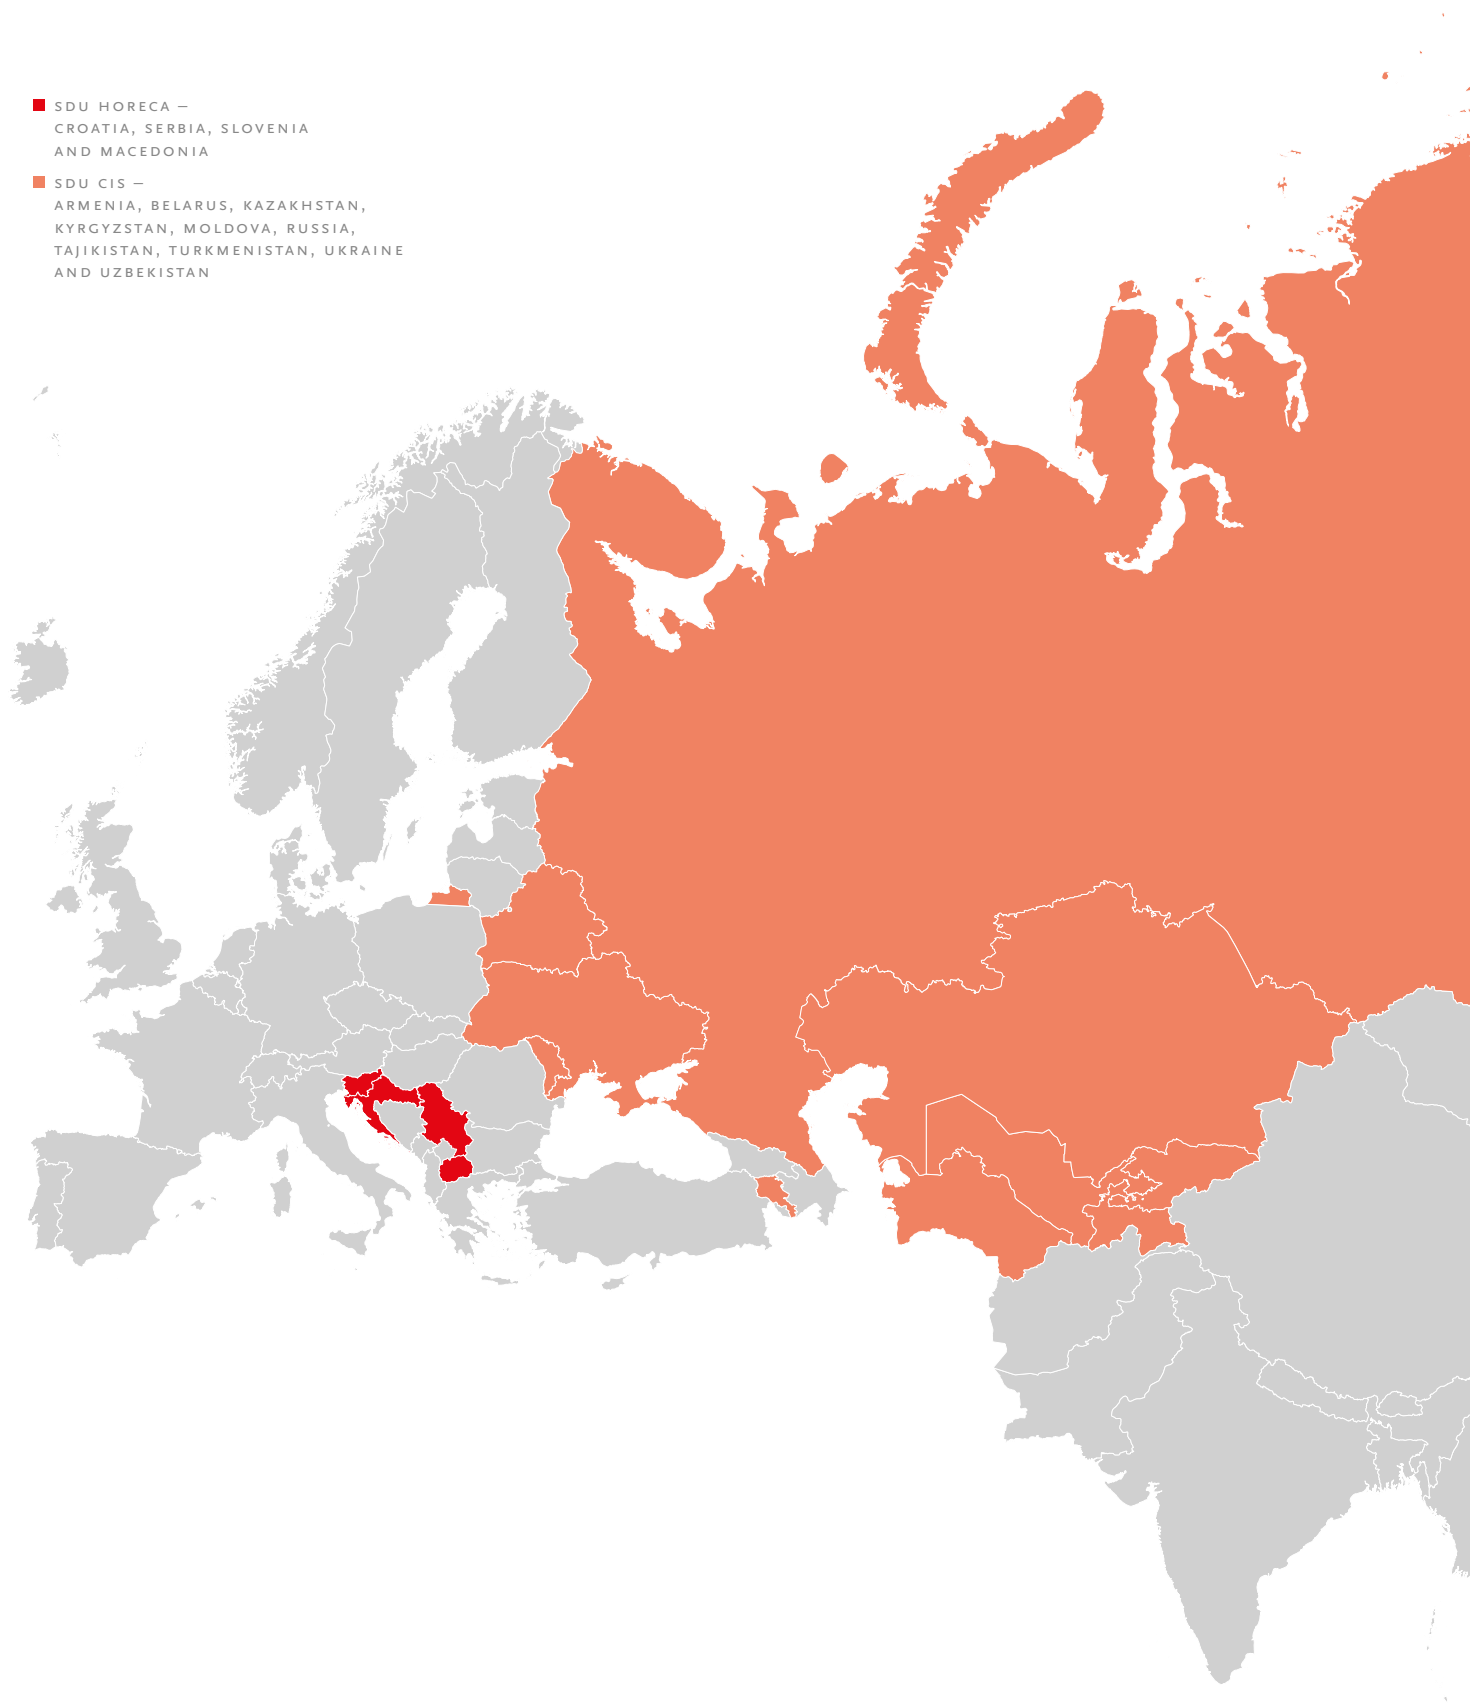 SDU HORECA –
CROATIA, SERBIA, SLOVENIA
AND MACEDONIA
SDU CIS –
ARMENIA, BELARUS, KAZAKHSTAN,
KYRGYZSTAN, MOLDOVA, RUSSIA,
TAJIKISTAN, TURKMENISTAN, UKRAINE
AND UZBEKISTAN